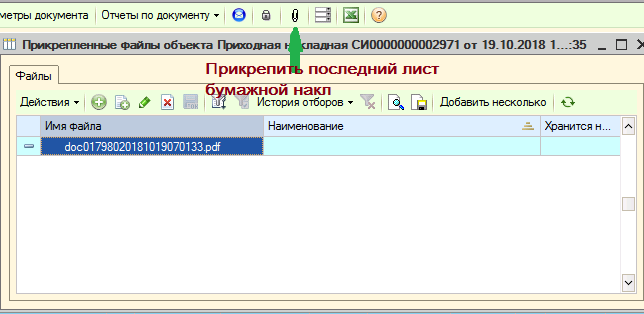 метры документа Отчеты по документу
Прикрепленные Файлы объекта Приходная накладная СИ0000000002971 от 19.10.2018 1...:35
Прикрепить последний лист
бумажной накл
Файлы
Действия История отборов Добавить несколько
Имя файла Наименование Хранится н...
doc01798020181019070133.pdf